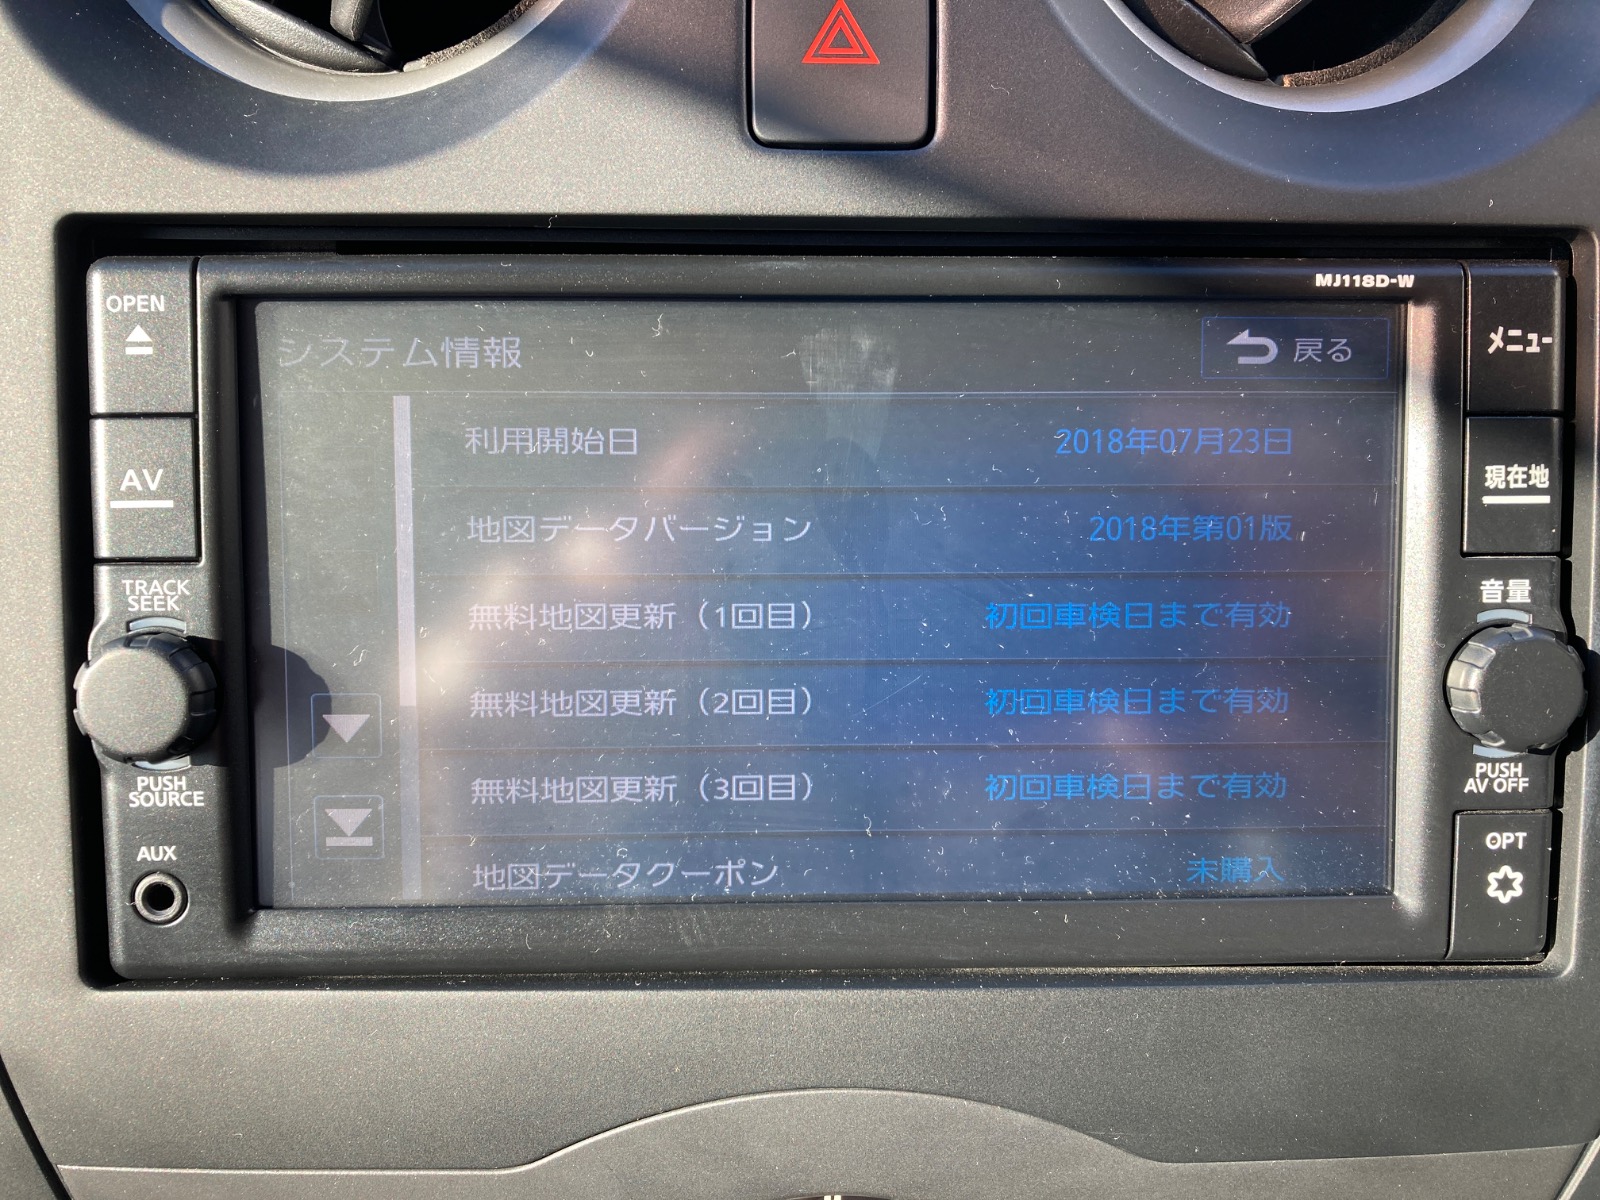 MJ118D-W
OPEN
AV
TRACK
SEEK
PUSH
SOURCE
AUX
システム情報
戻る
利用開始日 2018年07月23日
地図データバージョン 2018年第01版
無料地図更新（1回目） 初回車検日まで有効
無料地図更新（2回目） 初回車検日まで有効
無料地図更新（3回目） 初回車検日まで有効
地図データクーポン 未購入
メニュー
現在地
音量
PUSH
AV OFF
OPT